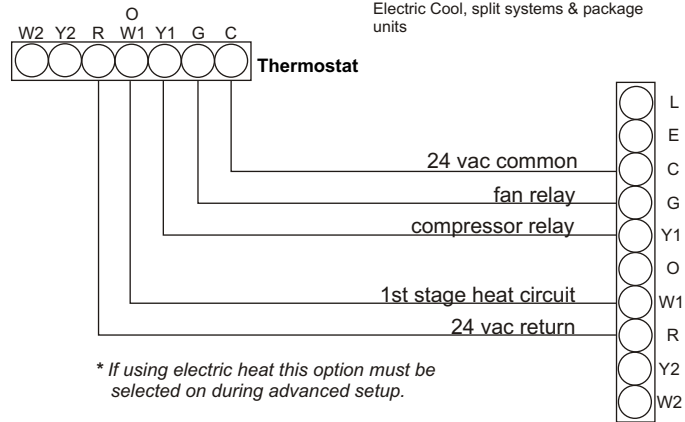 Electric Cool, split systems & package
units
O
W2 Y2 R W1 Y1 G C
Thermostat
L
E
24 vac common C
fan relay G
compressor relay Y1
O
1st stage heat circuit W1
24 vac return R
* If using electric heat this option must be
selected on during advanced setup.
Y2
W2